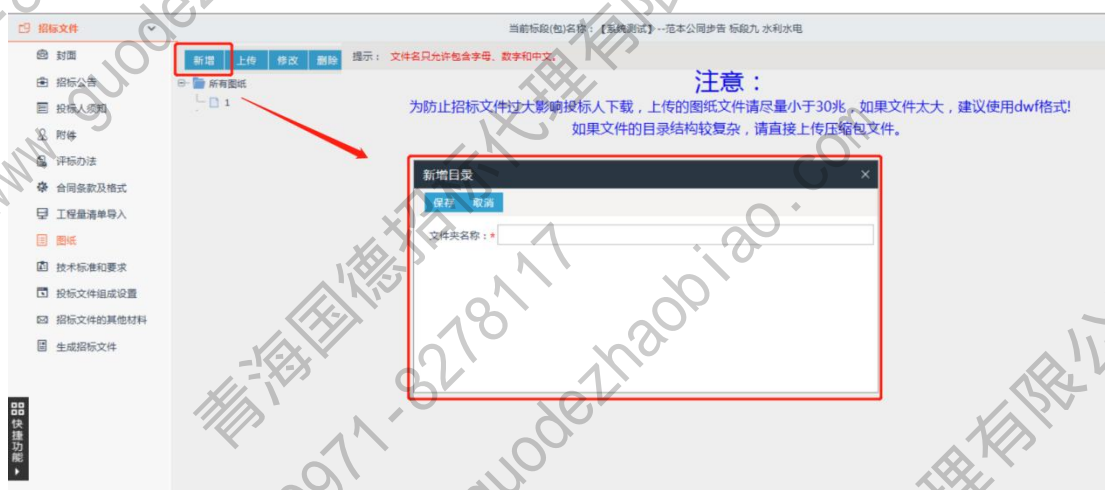 招标文件
当前标段(包)名称：【系统测试】--范本公同步告 标段九 水利水电
封面
招标公告
投标人须知
附件
评标办法
合同条款及格式
工程量清单导入
图纸
技术标准和要求
投标文件组成设置
招标文件的其他材料
生成招标文件
快捷功能
新增 上传 修改 删除 提示： 文件名只允许包含字母、数字和中文。
所有图纸
1
注意：
为防止招标文件过大影响投标人下载，上传的图纸文件请尽量小于30兆，如果文件太大，建议使用dwf格式!
如果文件的目录结构较复杂，请直接上传压缩包文件。
新增目录 ×
保存 取消
文件夹名称：*
青海国德招标代理有限公
0971-8278117
www.guodezhaobiao.com
理有限公